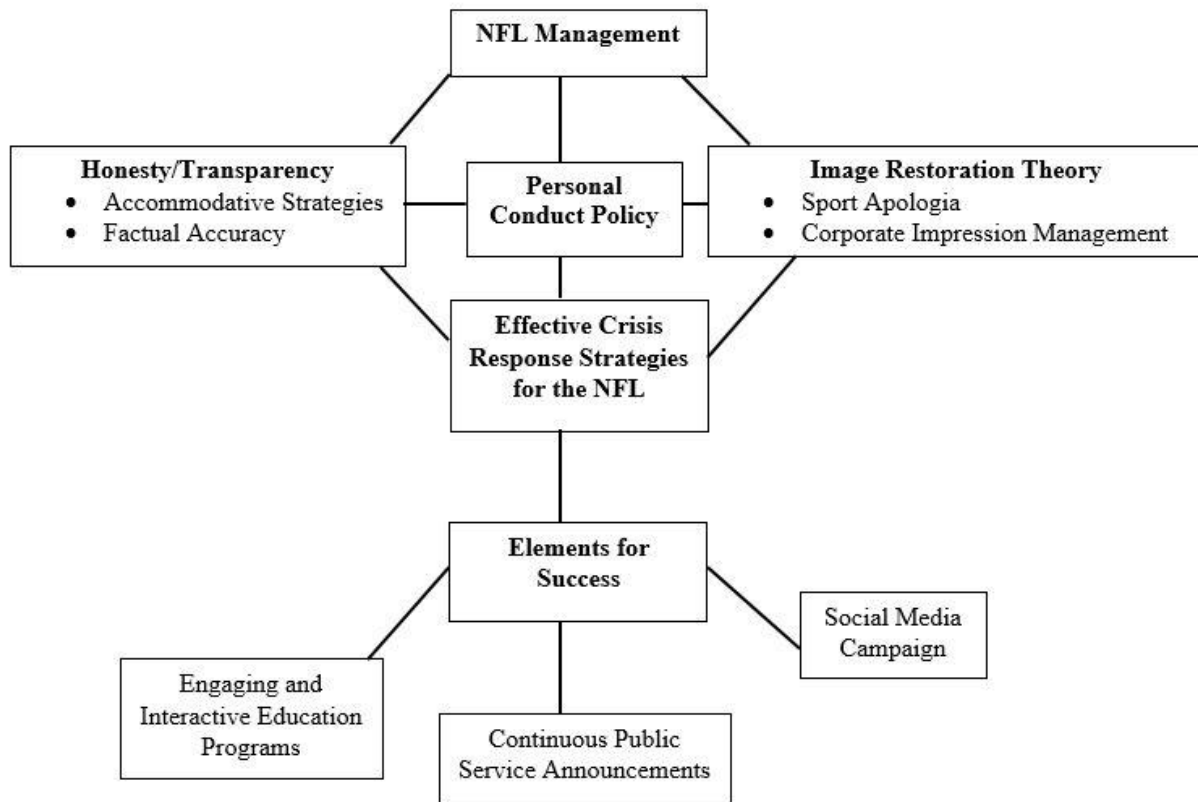 NFL Management
Honesty/Transparency
• Accommodative Strategies
• Factual Accuracy
Personal
Conduct Policy
Image Restoration Theory
• Sport Apologia
• Corporate Impression Management
Effective Crisis
Response Strategies
for the NFL
Elements for
Success
Social Media
Campaign
Engaging and
Interactive Education
Programs
Continuous Public
Service Announcements